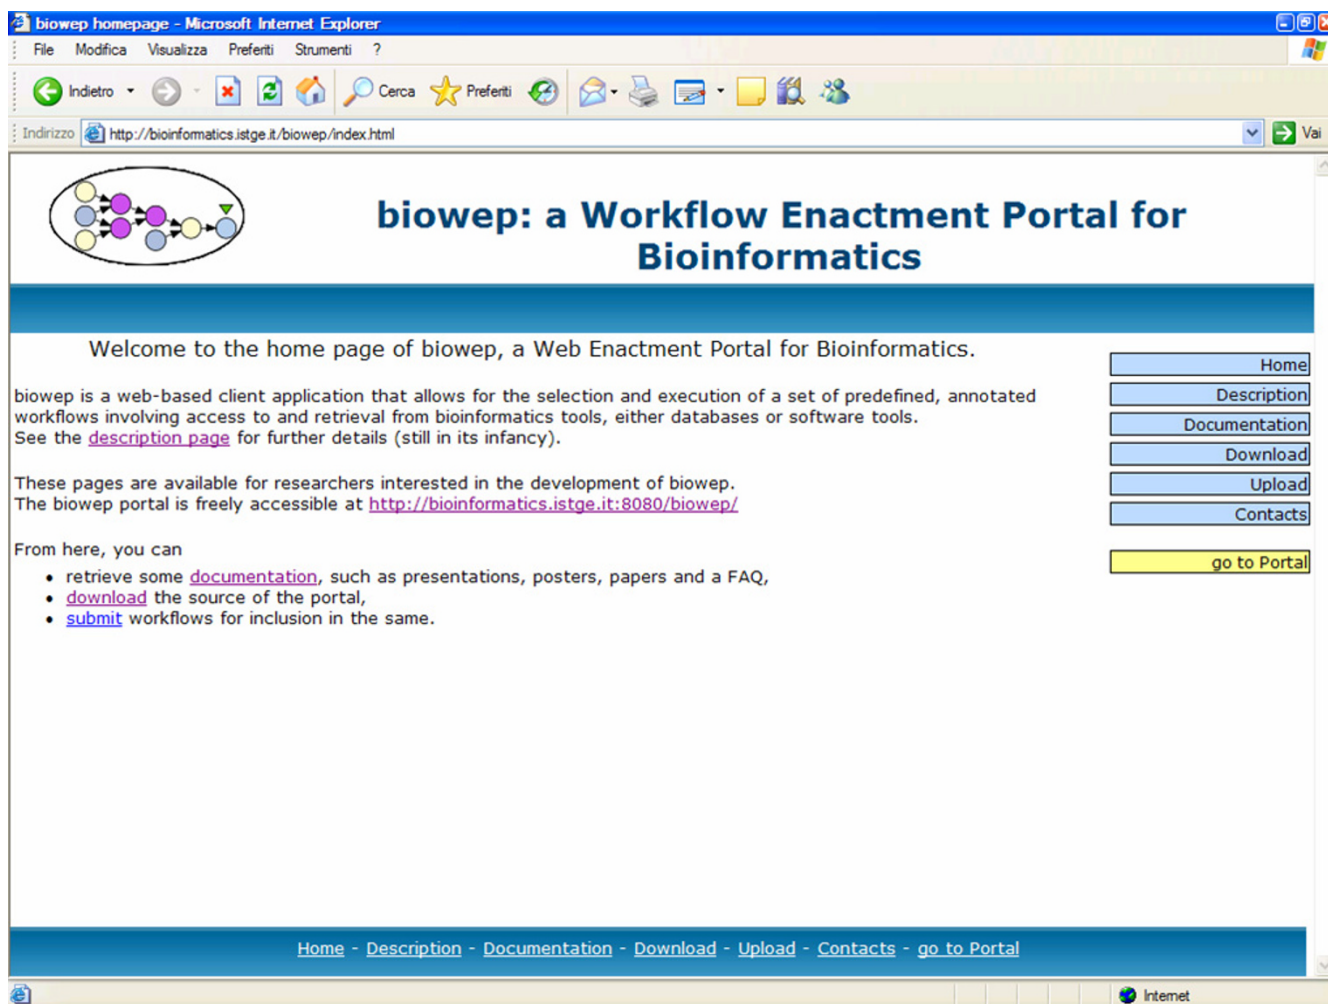 biowep homepage - Microsoft Internet Explorer
File Modifica Visualizza Preferiti Strumenti ?
Indietro Cerca Preferiti
Indirizzo http://bioinformatics.istge.it/biowep/index.html Vai
biowep: a Workflow Enactment Portal for
Bioinformatics
Welcome to the home page of biowep, a Web Enactment Portal for Bioinformatics.
biowep is a web-based client application that allows for the selection and execution of a set of predefined, annotated
workflows involving access to and retrieval from bioinformatics tools, either databases or software tools.
See the description page for further details (still in its infancy).
These pages are available for researchers interested in the development of biowep.
The biowep portal is freely accessible at http://bioinformatics.istge.it:8080/biowep/
From here, you can
• retrieve some documentation, such as presentations, posters, papers and a FAQ,
• download the source of the portal,
• submit workflows for inclusion in the same.
Home
Description
Documentation
Download
Upload
Contacts
go to Portal
Home - Description - Documentation - Download - Upload - Contacts - go to Portal
Internet